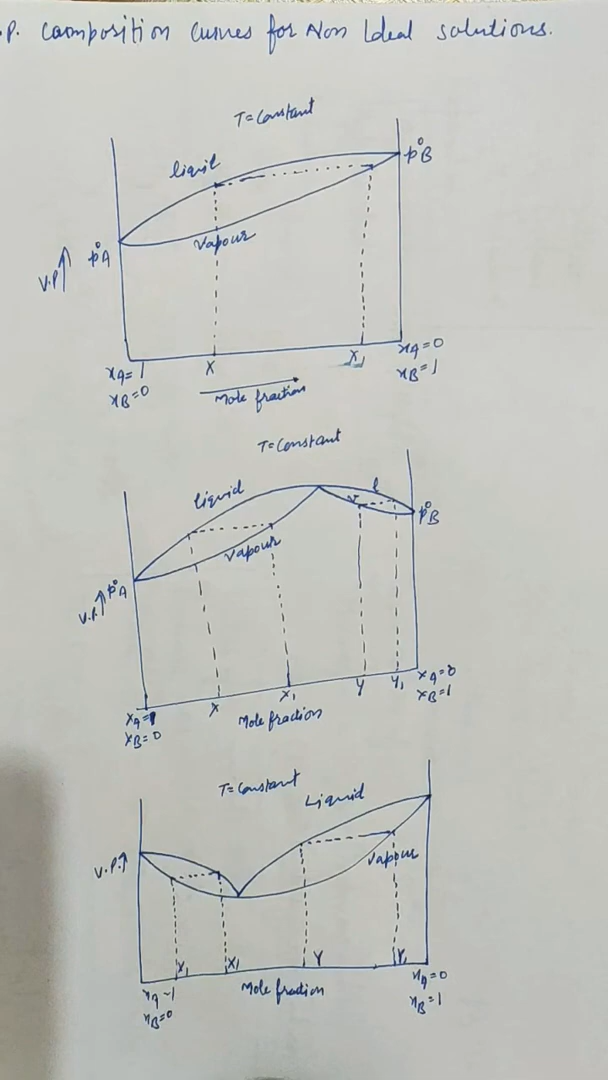 .P. Caomposition Curves for Non Ideal solutions.
T=Constant
liquid
p°B
p°A
Vapour
V.P↑
xA=1
xB=0
X
X1
xA=0
xB=1
Mole fraction
T=Constant
liquid
l
v
p°B
vapour
V.P.↑
p°A
xA=1
xB=0
X
X1
Y
Y1
xA=0
xB=1
Mole fraction
T=Constant
Liquid
V.P.↑
vapour
X1
X1
Y
Y1
xA=1
xB=0
Mole fraction
xA=0
xB=1